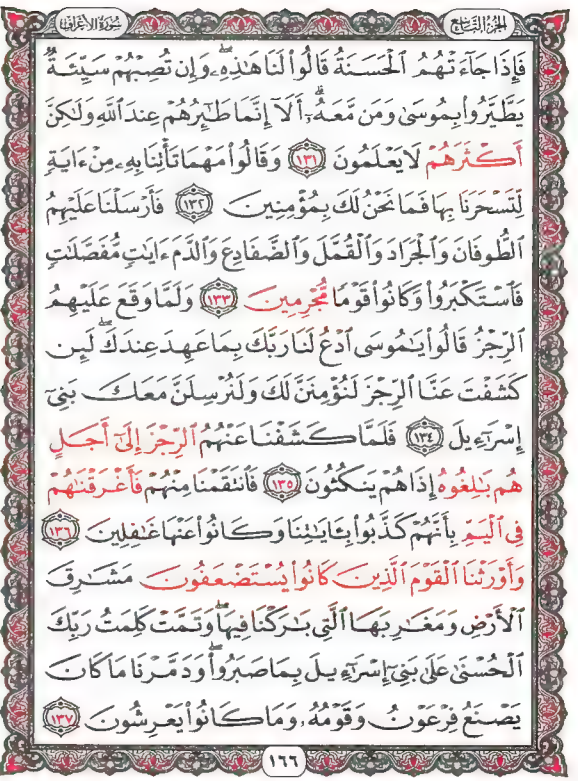 الجزء التاسع
سورة الأعراف
فَإِذَا جَآءَتۡهُمُ ٱلۡحَسَنَةُ قَالُواْ لَنَا هَٰذِهِۦۖ وَإِن تُصِبۡهُمۡ سَيِّئَةٞ
يَطَّيَّرُواْ بِمُوسَىٰ وَمَن مَّعَهُۥٓۗ أَلَآ إِنَّمَا طَٰٓئِرُهُمۡ عِندَ ٱللَّهِ وَلَٰكِنَّ
أَكۡثَرَهُمۡ لَا يَعۡلَمُونَ ١٣١ وَقَالُواْ مَهۡمَا تَأۡتِنَا بِهِۦ مِنۡ ءَايَةٖ
لِّتَسۡحَرَنَا بِهَا فَمَا نَحۡنُ لَكَ بِمُؤۡمِنِينَ ١٣٢ فَأَرۡسَلۡنَا عَلَيۡهِمُ
ٱلطُّوفَانَ وَٱلۡجَرَادَ وَٱلۡقُمَّلَ وَٱلضَّفَادِعَ وَٱلدَّمَ ءَايَٰتٖ مُّفَصَّلَٰتٖ
فَٱسۡتَكۡبَرُواْ وَكَانُواْ قَوۡمٗا مُّجۡرِمِينَ ١٣٣ وَلَمَّا وَقَعَ عَلَيۡهِمُ
ٱلرِّجۡزُ قَالُواْ يَٰمُوسَى ٱدۡعُ لَنَا رَبَّكَ بِمَا عَهِدَ عِندَكَۖ لَئِن
كَشَفۡتَ عَنَّا ٱلرِّجۡزَ لَنُؤۡمِنَنَّ لَكَ وَلَنُرۡسِلَنَّ مَعَكَ بَنِيٓ
إِسۡرَٰٓءِيلَ ١٣٤ فَلَمَّا كَشَفۡنَا عَنۡهُمُ ٱلرِّجۡزَ إِلَىٰٓ أَجَلٍ
هُم بَٰلِغُوهُ إِذَا هُمۡ يَنكُثُونَ ١٣٥ فَٱنتَقَمۡنَا مِنۡهُمۡ فَأَغۡرَقۡنَٰهُمۡ
فِي ٱلۡيَمِّ بِأَنَّهُمۡ كَذَّبُواْ بِـَٔايَٰتِنَا وَكَانُواْ عَنۡهَا غَٰفِلِينَ ١٣٦
وَأَوۡرَثۡنَا ٱلۡقَوۡمَ ٱلَّذِينَ كَانُواْ يُسۡتَضۡعَفُونَ مَشَٰرِقَ
ٱلۡأَرۡضِ وَمَغَٰرِبَهَا ٱلَّتِي بَٰرَكۡنَا فِيهَاۖ وَتَمَّتۡ كَلِمَتُ رَبِّكَ
ٱلۡحُسۡنَىٰ عَلَىٰ بَنِيٓ إِسۡرَٰٓءِيلَ بِمَا صَبَرُواْۖ وَدَمَّرۡنَا مَا كَانَ
يَصۡنَعُ فِرۡعَوۡنُ وَقَوۡمُهُۥ وَمَا كَانُواْ يَعۡرِشُونَ ١٣٧
١٦٦